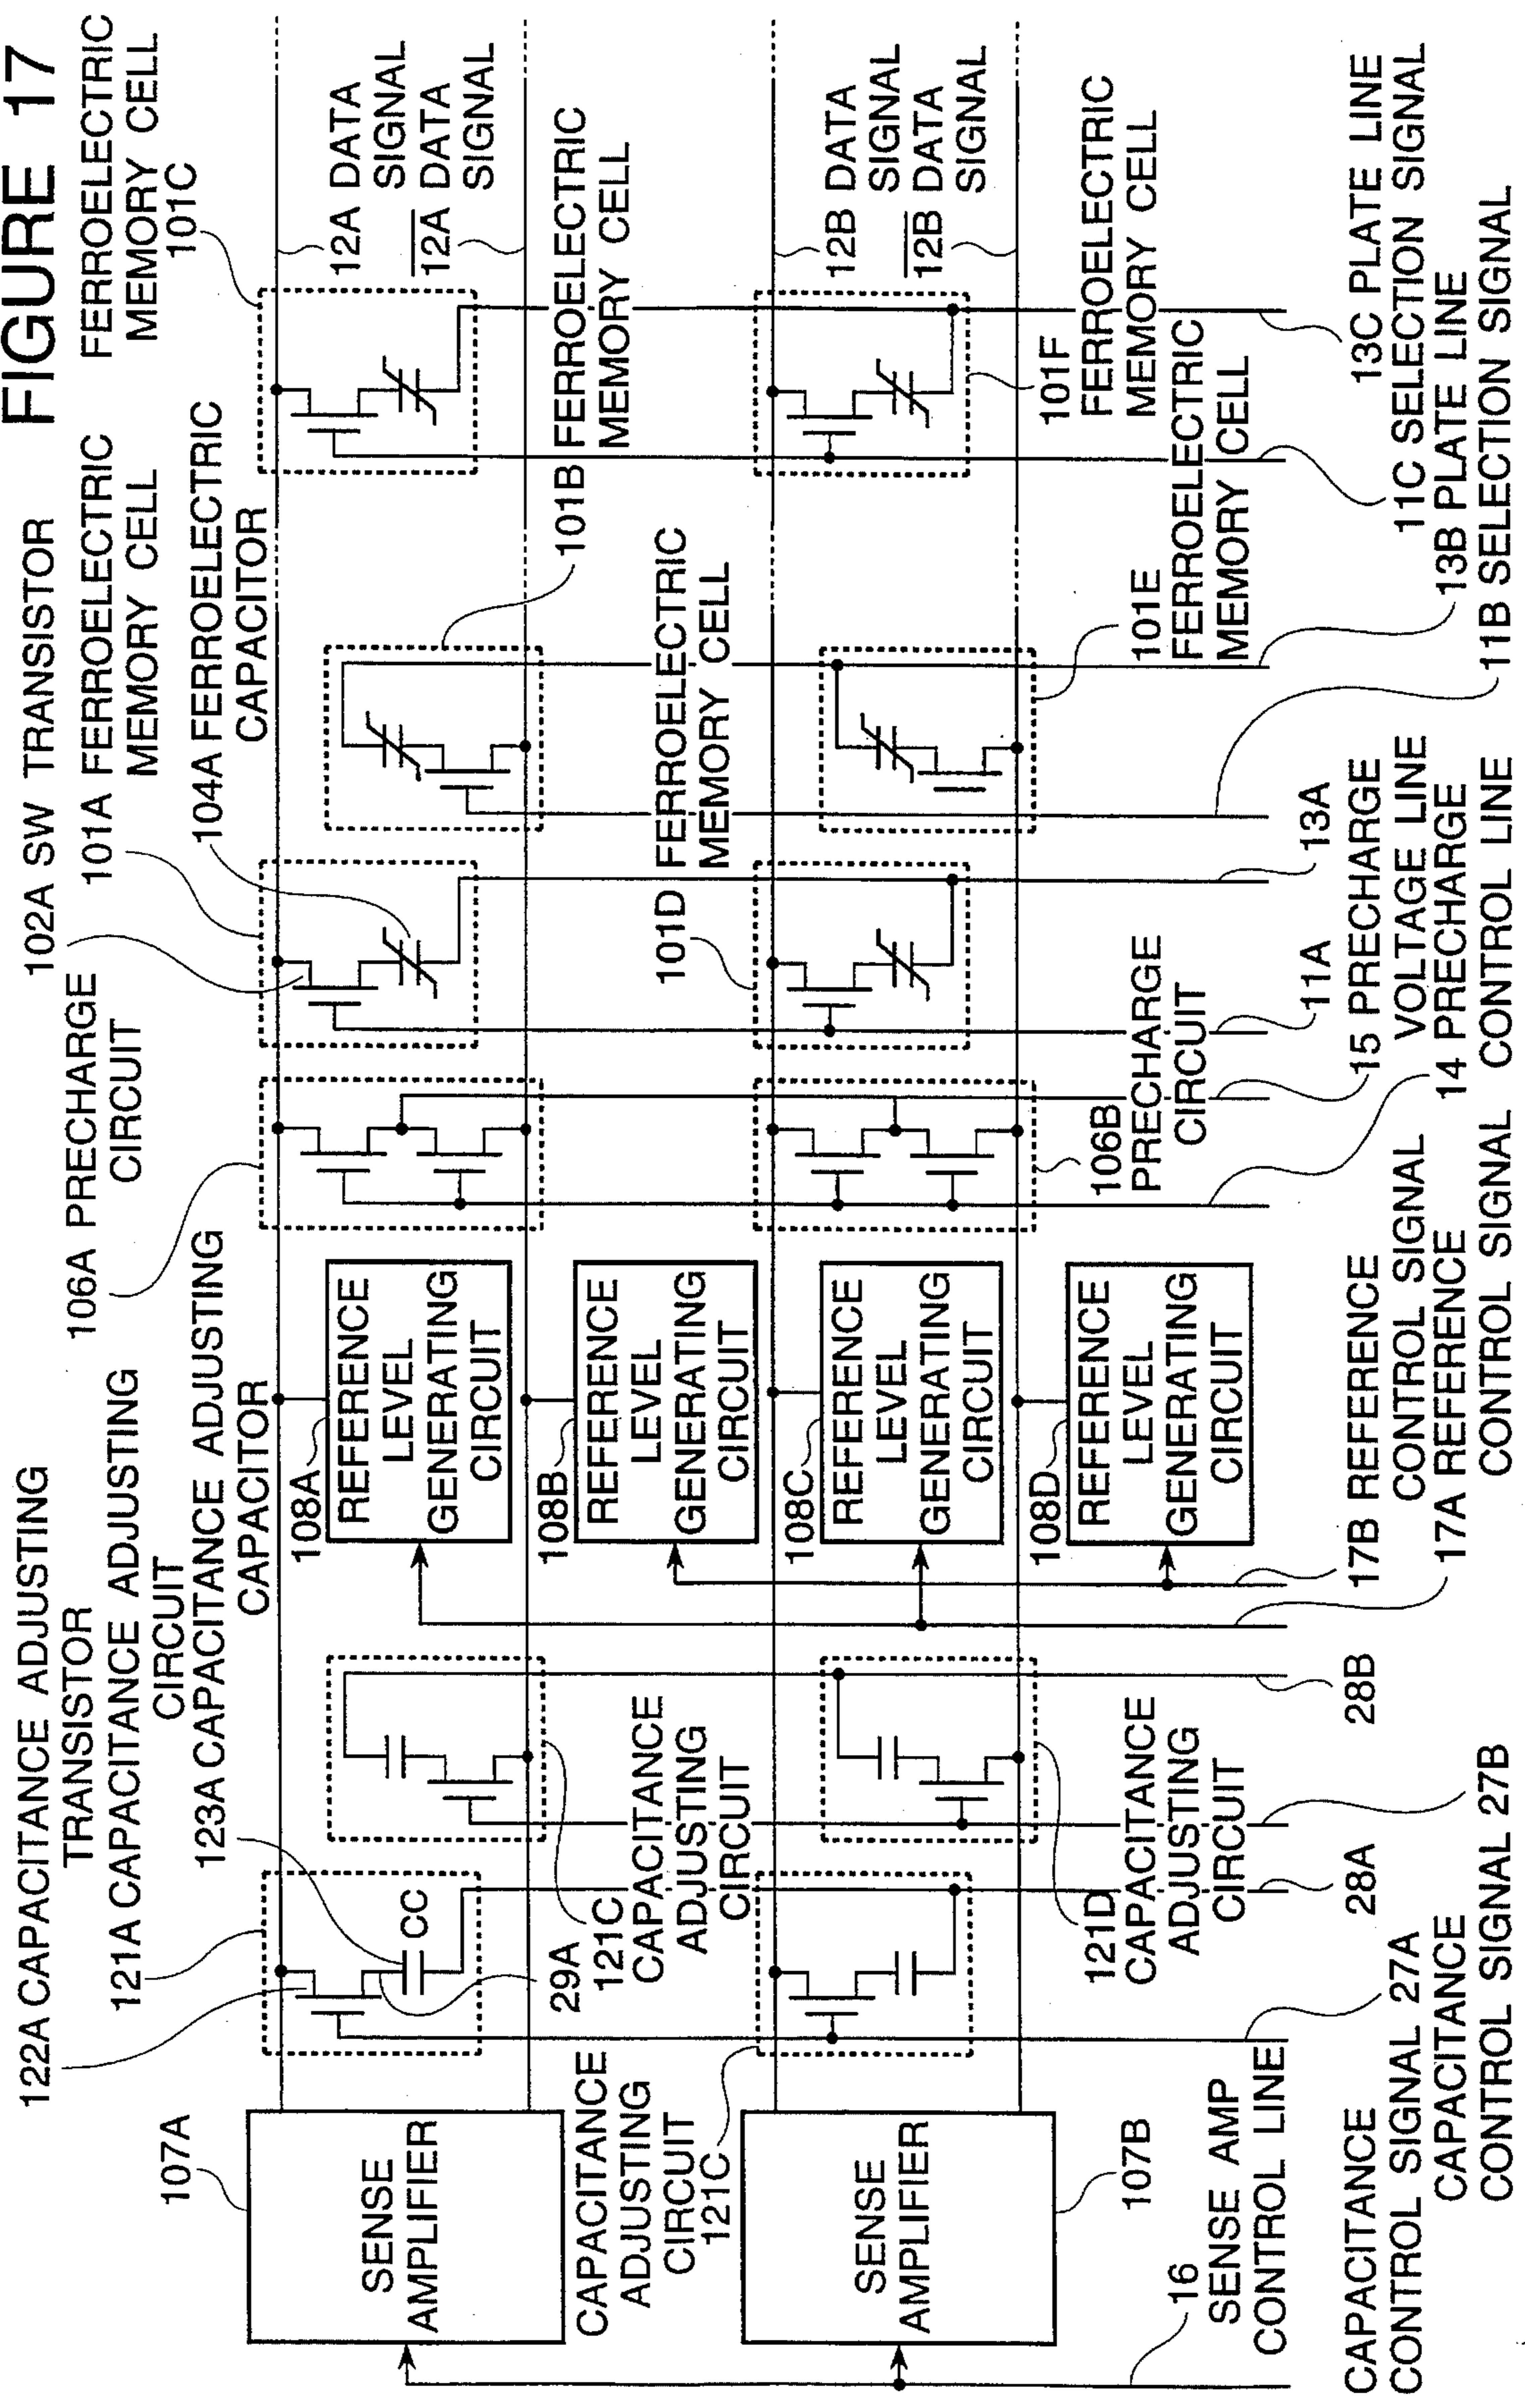 FIGURE 17
122A CAPACITANCE ADJUSTING
TRANSISTOR
121A CAPACITANCE ADJUSTING
CIRCUIT
123A CAPACITANCE ADJUSTING
CAPACITOR
106A PRECHARGE
CIRCUIT
102A SW TRANSISTOR
101A FERROELECTRIC
MEMORY CELL
104A FERROELECTRIC
CAPACITOR
FERROELECTRIC
MEMORY CELL
101C
12A DATA
SIGNAL
1̅2̅A̅ DATA
SIGNAL
107A
SENSE
AMPLIFIER
CC
29A
121C
CAPACITANCE
ADJUSTING
CIRCUIT
108A
REFERENCE
LEVEL
GENERATING
CIRCUIT
108B
REFERENCE
LEVEL
GENERATING
CIRCUIT
101B FERROELECTRIC
MEMORY CELL
101D
FERROELECTRIC
MEMORY CELL
CAPACITANCE
ADJUSTING
CIRCUIT
121C
12B DATA
SIGNAL
1̅2̅B̅ DATA
SIGNAL
SENSE
AMPLIFIER
107B
108C
REFERENCE
LEVEL
GENERATING
CIRCUIT
108D
REFERENCE
LEVEL
GENERATING
CIRCUIT
121D
CAPACITANCE
ADJUSTING
CIRCUIT
106B
PRECHARGE
CIRCUIT
101E
FERROELECTRIC
MEMORY CELL
101F
FERROELECTRIC
MEMORY CELL
16
SENSE AMP
CONTROL LINE
CAPACITANCE
CONTROL SIGNAL 27A
CAPACITANCE
CONTROL SIGNAL 27B
28A
28B
17B REFERENCE
CONTROL SIGNAL
17A REFERENCE
CONTROL SIGNAL
15 PRECHARGE
VOLTAGE LINE
14 PRECHARGE
CONTROL LINE
11A
13A
13C PLATE LINE
11C SELECTION SIGNAL
13B PLATE LINE
11B SELECTION SIGNAL